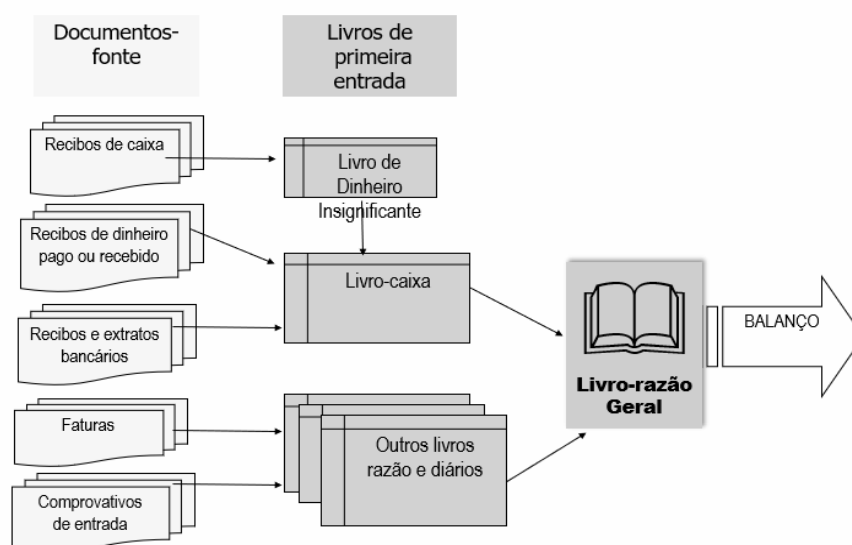 Documentos-
fonte
Livros de
primeira
entrada
Recibos de caixa
Livro de
Dinheiro
Insignificante
Recibos de dinheiro
pago ou recebido
Livro-caixa
Recibos e extratos
bancários
Livro-razão
Geral
BALANÇO
Faturas
Outros livros
razão e diários
Comprovativos
de entrada